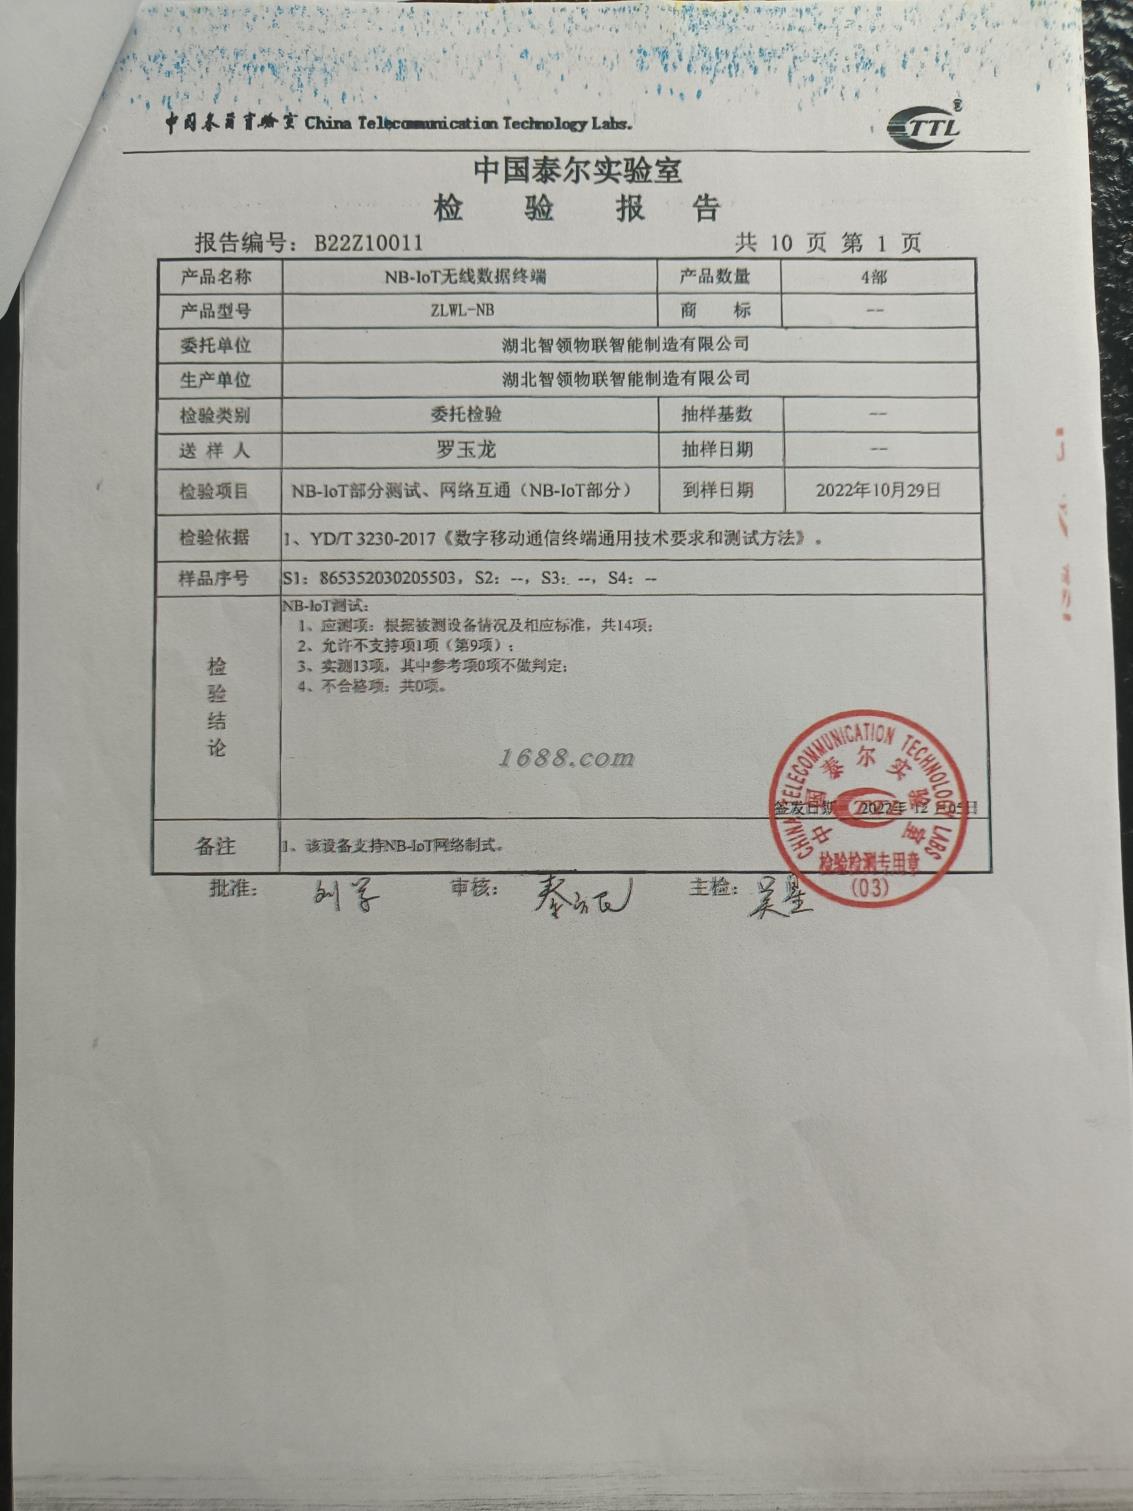 中国泰尔实验室 China Telecommunication Technology Labs.
CTTL®
中国泰尔实验室
检 验 报 告
报告编号: B22Z10011 共 10 页 第 1 页
产品名称 NB-IoT无线数据终端 产品数量 4部
产品型号 ZLWL-NB 商 标 --
委托单位 湖北智领物联智能制造有限公司
生产单位 湖北智领物联智能制造有限公司
检验类别 委托检验 抽样基数 --
送 样 人 罗玉龙 抽样日期 --
检验项目 NB-IoT部分测试、网络互通（NB-IoT部分） 到样日期 2022年10月29日
检验依据 1、YD/T 3230-2017《数字移动通信终端通用技术要求和测试方法》。
样品序号 S1: 865352030205503, S2: --, S3: --, S4: --
检验结论
NB-IoT测试:
1、应测项: 根据被测设备情况及相应标准，共14项;
2、允许不支持项1项（第9项）;
3、实测13项，其中参考项0项不做判定;
4、不合格项: 共0项。
1688.com
签发日期 2022年 12 月05日
CHINA TELECOMMUNICATION TECHNOLOGY LABS
中国泰尔实验室
检验检测专用章
(03)
备注 1、该设备支持NB-IoT网络制式。
批准: 审核: 主检: 吴星